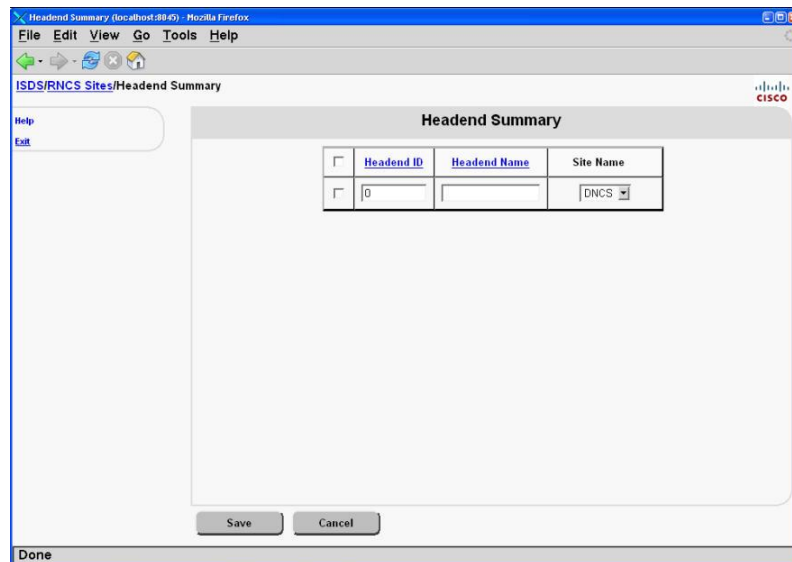 Headend Summary (localhost:8045) - Mozilla Firefox
File Edit View Go Tools Help
ISDS/RNCS Sites/Headend Summary
CISCO
Help
Exit
Headend Summary
Headend ID Headend Name Site Name
0 DNCS
Save Cancel
Done